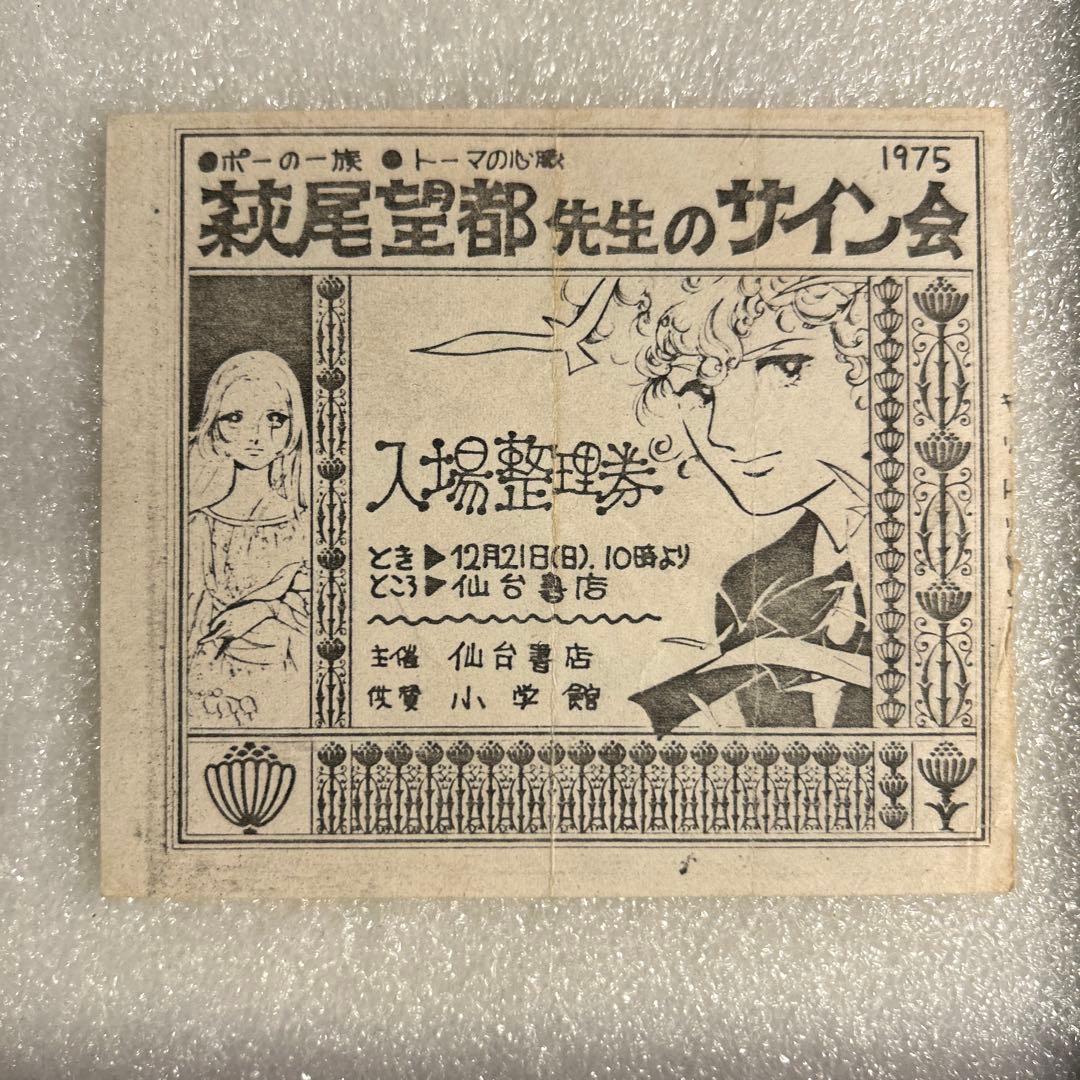 ●ポーの一族 ●トーマの心臓
1975
萩尾望都先生のサイン会
入場整理券
とき▶12月21日(日).10時より
ところ▶仙台書店
主催 仙台書店
供賛 小学館